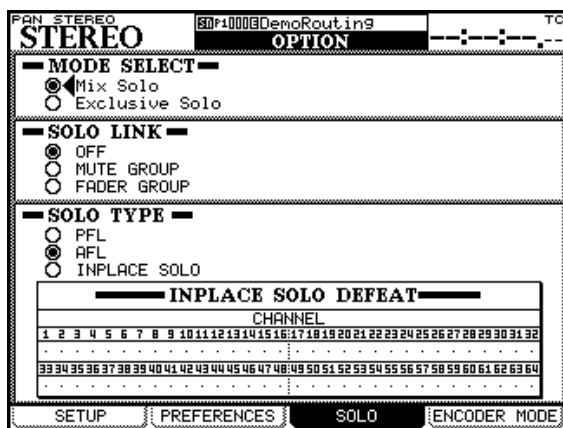 PAN STEREO
STEREO
0001DemoRouting
OPTION
TC
--:--:--.--
MODE SELECT
Mix Solo
Exclusive Solo
SOLO LINK
OFF
MUTE GROUP
FADER GROUP
SOLO TYPE
PFL
AFL
INPLACE SOLO
INPLACE SOLO DEFEAT
CHANNEL
1 2 3 4 5 6 7 8 9 10 11 12 13 14 15 16 17 18 19 20 21 22 23 24 25 26 27 28 29 30 31 32
33 34 35 36 37 38 39 40 41 42 43 44 45 46 47 48 49 50 51 52 53 54 55 56 57 58 59 60 61 62 63 64
SETUP
PREFERENCES
SOLO
ENCODER MODE